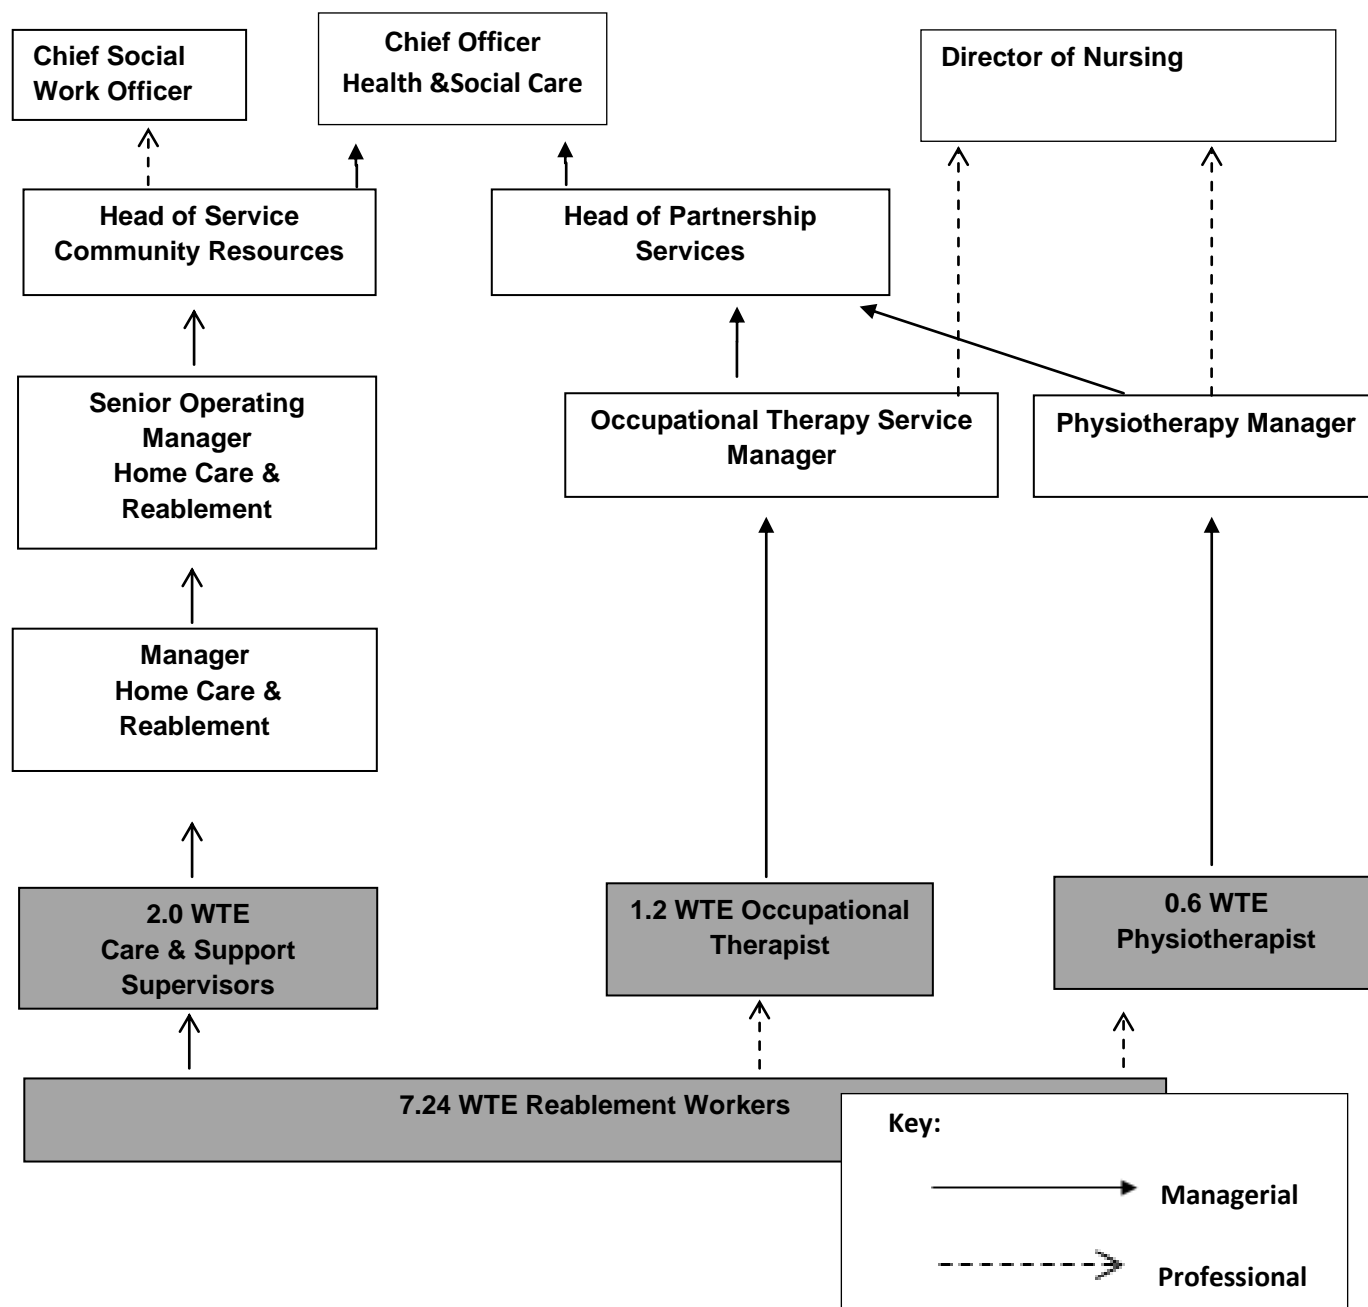 Chief Social
Work Officer
Chief Officer
Health &Social Care
Director of Nursing
Head of Service
Community Resources
Head of Partnership
Services
Senior Operating
Manager
Home Care &
Reablement
Occupational Therapy Service
Manager
Physiotherapy Manager
Manager
Home Care &
Reablement
2.0 WTE
Care & Support
Supervisors
1.2 WTE Occupational
Therapist
0.6 WTE
Physiotherapist
7.24 WTE Reablement Workers
Key:
Managerial
Professional